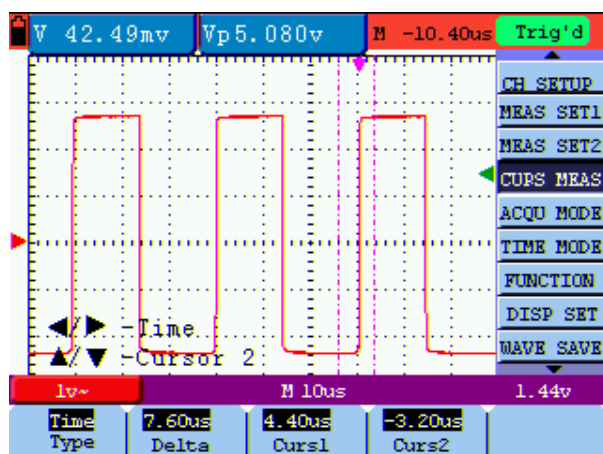 V 42.49mv Vp5.080v M -10.40us Trig'd
CH SETUP
MEAS SET1
MEAS SET2
CURS MEAS
ACQU MODE
TIME MODE
FUNCTION
DISP SET
WAVE SAVE
◀/▶ -Time
▲/▼ -Cursor 2
1v~ M 10us 1.44v
Time 7.60us 4.40us -3.20us
Type Delta Curs1 Curs2